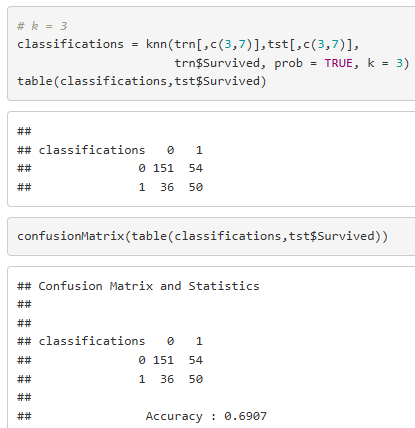 # k = 3
classifications = knn(trn[,c(3,7)],tst[,c(3,7)],
                      trn$Survived, prob = TRUE, k = 3)
table(classifications,tst$Survived)
##
## classifications   0   1
##               0 151  54
##               1  36  50
confusionMatrix(table(classifications,tst$Survived))
## Confusion Matrix and Statistics
##
##
## classifications   0   1
##               0 151  54
##               1  36  50
##
##                Accuracy : 0.6907